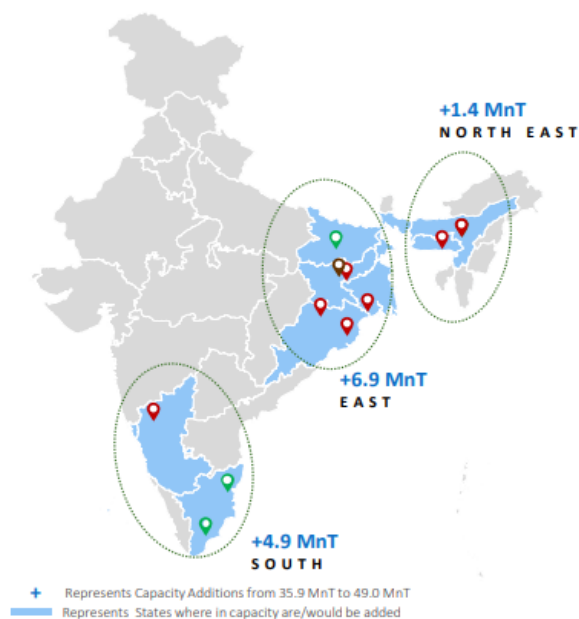 +1.4 MnT
NORTH EAST
+6.9 MnT
EAST
+4.9 MnT
SOUTH
+ Represents Capacity Additions from 35.9 MnT to 49.0 MnT
Represents States where in capacity are/would be added